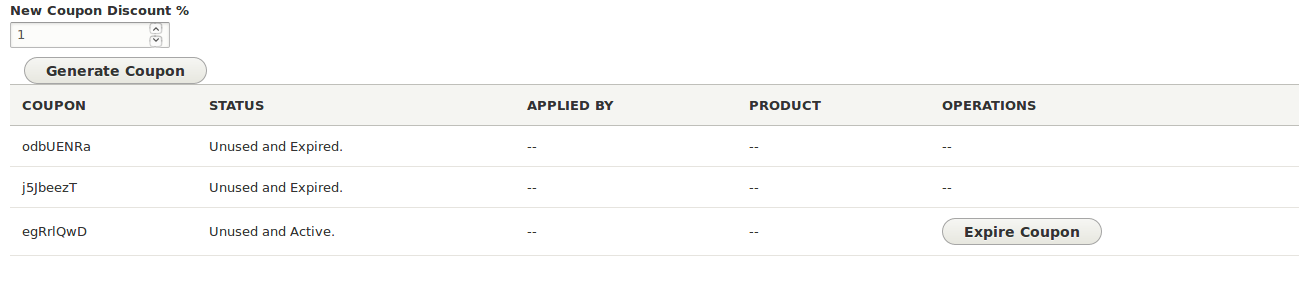 New Coupon Discount %
1
Generate Coupon
COUPON STATUS APPLIED BY PRODUCT OPERATIONS
odbUENRa Unused and Expired. -- -- --
j5JbeezT Unused and Expired. -- -- --
egRrlQwD Unused and Active. -- -- Expire Coupon